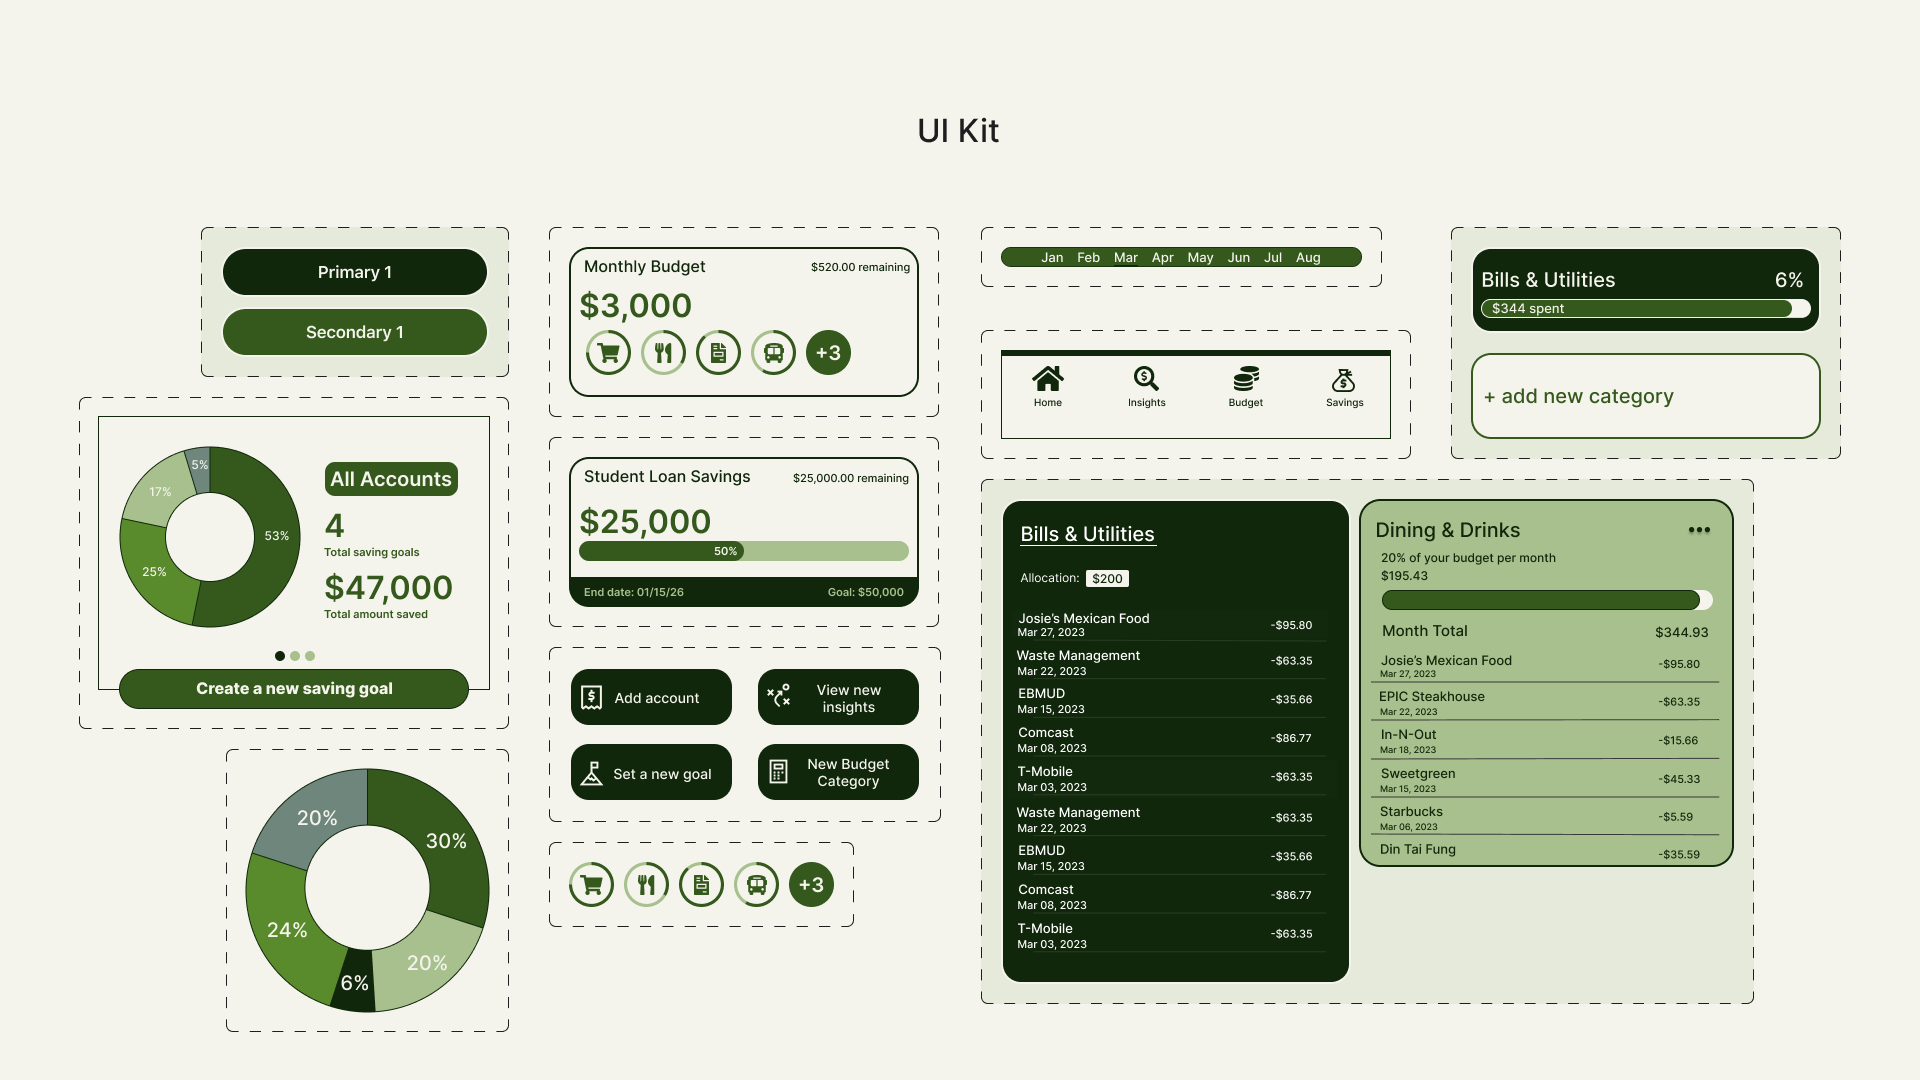 UI Kit
Primary 1
Secondary 1
5%
17%
53%
25%
All Accounts
4
Total saving goals
$47,000
Total amount saved
Create a new saving goal
20%
30%
24%
20%
6%
Monthly Budget
$520.00 remaining
$3,000
+3
Student Loan Savings
$25,000.00 remaining
$25,000
50%
End date: 01/15/26
Goal: $50,000
Add account
View new
insights
Set a new goal
New Budget
Category
+3
Jan Feb Mar Apr May Jun Jul Aug
Home
Insights
Budget
Savings
Bills & Utilities
6%
$344 spent
+ add new category
Bills & Utilities
Allocation: $200
Josie’s Mexican Food
Mar 27, 2023
-$95.80
Waste Management
Mar 22, 2023
-$63.35
EBMUD
Mar 15, 2023
-$35.66
Comcast
Mar 08, 2023
-$86.77
T-Mobile
Mar 03, 2023
-$63.35
Waste Management
Mar 22, 2023
-$63.35
EBMUD
Mar 15, 2023
-$35.66
Comcast
Mar 08, 2023
-$86.77
T-Mobile
Mar 03, 2023
-$63.35
Dining & Drinks
20% of your budget per month
$195.43
Month Total
$344.93
Josie’s Mexican Food
Mar 27, 2023
-$95.80
EPIC Steakhouse
Mar 22, 2023
-$63.35
In-N-Out
Mar 18, 2023
-$15.66
Sweetgreen
Mar 15, 2023
-$45.33
Starbucks
Mar 06, 2023
-$5.59
Din Tai Fung
-$35.59